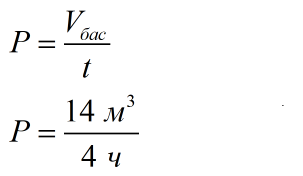 P = V_бас / t
P = 14 м³ / 4 ч